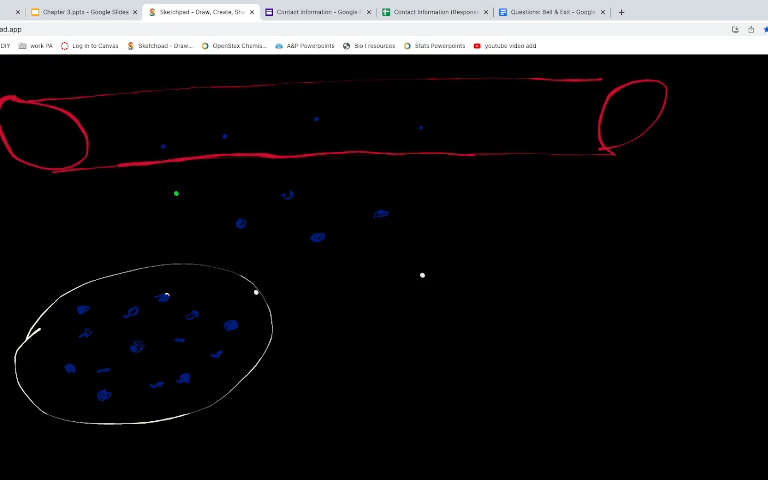 Chapter 3.pptx - Google Slides
Sketchpad - Draw, Create, Sh
Contact Information - Google
Contact Information (Respons
Questions: Bell & Exit - Google
ad.app
DIY
work PA
Log In to Canvas
Sketchpad - Draw...
OpenStax Chemis...
A&P Powerpoints
Bio I resources
Stats Powerpoints
youtube video add